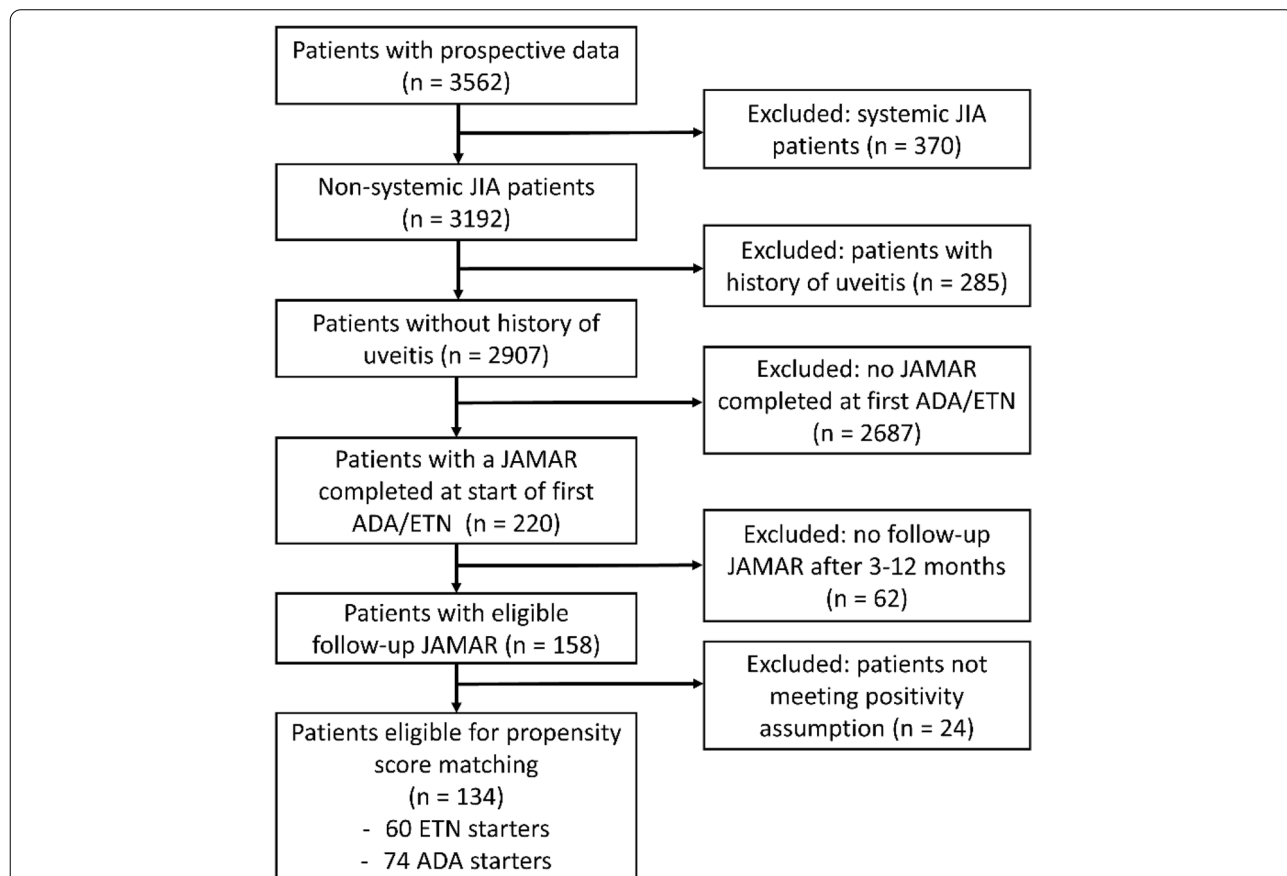 Patients with prospective data
(n = 3562)
Excluded: systemic JIA
patients (n = 370)
Non-systemic JIA patients
(n = 3192)
Excluded: patients with
history of uveitis (n = 285)
Patients without history of
uveitis (n = 2907)
Excluded: no JAMAR
completed at first ADA/ETN
(n = 2687)
Patients with a JAMAR
completed at start of first
ADA/ETN (n = 220)
Excluded: no follow-up
JAMAR after 3-12 months
(n = 62)
Patients with eligible
follow-up JAMAR (n = 158)
Excluded: patients not
meeting positivity
assumption (n = 24)
Patients eligible for propensity
score matching
(n = 134)
- 60 ETN starters
- 74 ADA starters